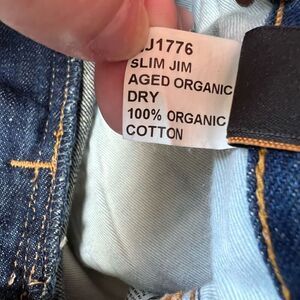 J1776
SLIM JIM
AGED ORGANIC
DRY
100% ORGANIC
COTTON